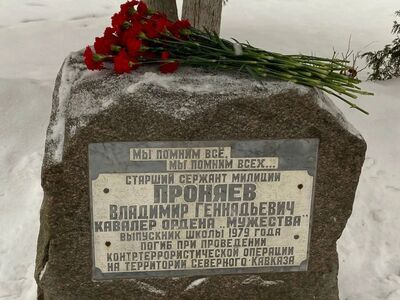 МЫ ПОМНИМ ВСЁ,
МЫ ПОМНИМ ВСЕХ...
СТАРШИЙ СЕРЖАНТ МИЛИЦИИ
ПРОНЯЕВ
ВЛАДИМИР ГЕННАДЬЕВИЧ
КАВАЛЕР ОРДЕНА „МУЖЕСТВА"
ВЫПУСКНИК ШКОЛЫ 1979 ГОДА
ПОГИБ ПРИ ПРОВЕДЕНИИ
КОНТРТЕРРОРИСТИЧЕСКОЙ ОПЕРАЦИИ
НА ТЕРРИТОРИИ СЕВЕРНОГО КАВКАЗА